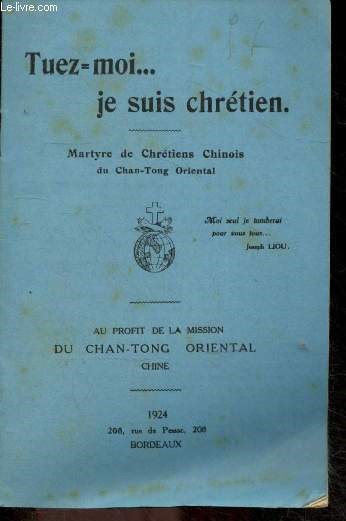 www.le-livre.com
Tuez=moi...
je suis chrétien.
Martyre de Chrétiens Chinois
du Chan-Tong Oriental
Moi seul je tomberai
pour vous tous...
Joseph LIOU.
AU PROFIT DE LA MISSION
DU CHAN-TONG ORIENTAL
CHINE
1924
208, rue de Pessac, 208
BORDEAUX